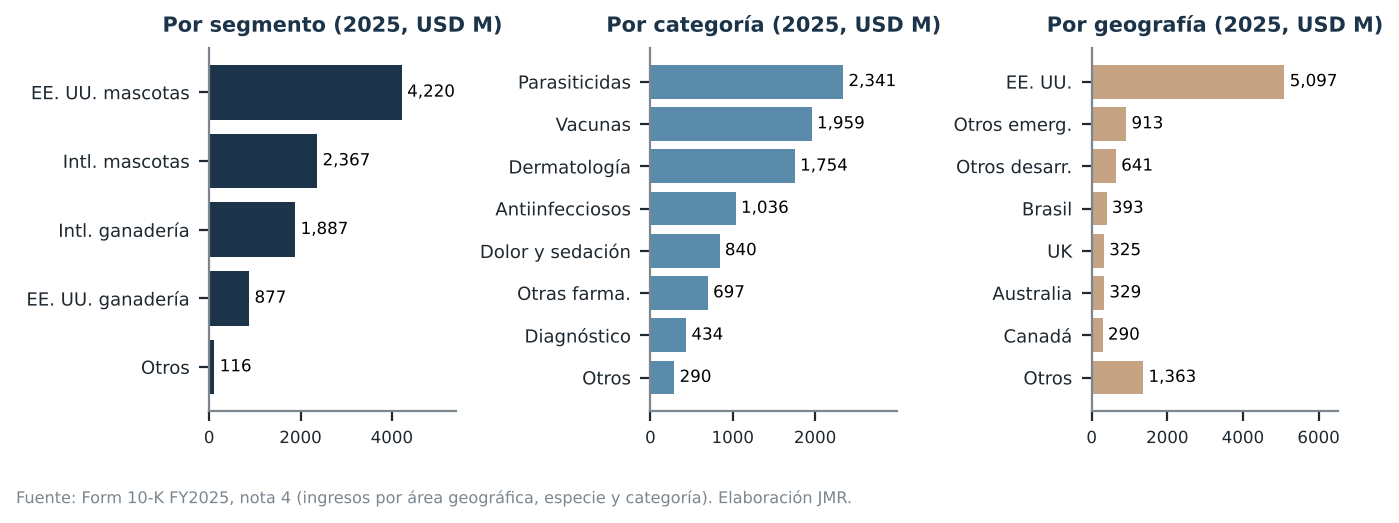 Por segmento (2025, USD M)
EE. UU. mascotas 4,220
Intl. mascotas 2,367
Intl. ganadería 1,887
EE. UU. ganadería 877
Otros 116
0 2000 4000
Por categoría (2025, USD M)
Parasiticidas 2,341
Vacunas 1,959
Dermatología 1,754
Antiinfecciosos 1,036
Dolor y sedación 840
Otras farma. 697
Diagnóstico 434
Otros 290
0 1000 2000
Por geografía (2025, USD M)
EE. UU. 5,097
Otros emerg. 913
Otros desarr. 641
Brasil 393
UK 325
Australia 329
Canadá 290
Otros 1,363
0 2000 4000 6000
Fuente: Form 10-K FY2025, nota 4 (ingresos por área geográfica, especie y categoría). Elaboración JMR.